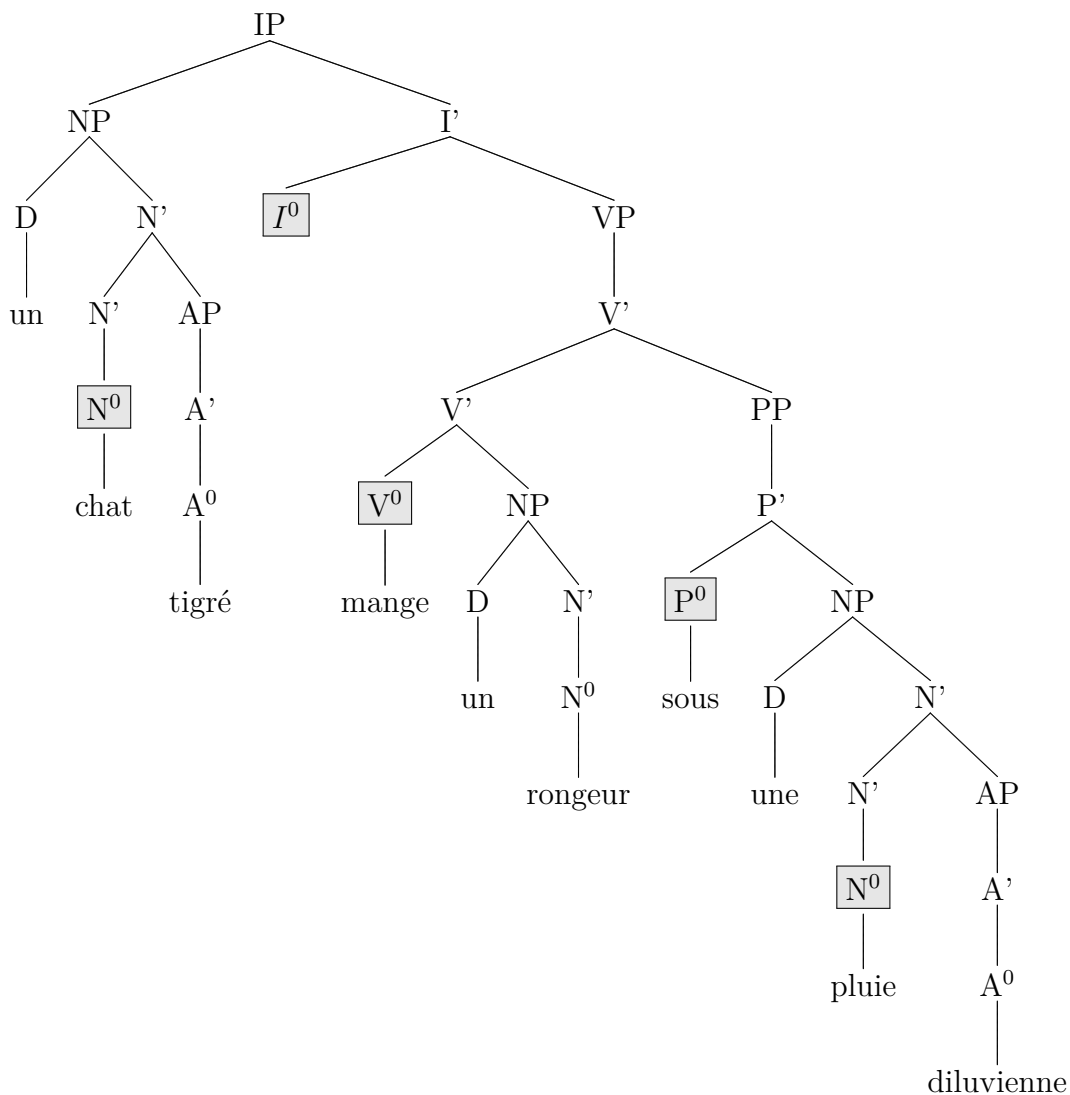 IP
NP I’
D N’ I⁰ VP
un N’ AP V’
N⁰ A’ V’ PP
chat A⁰ V⁰ NP P’
tigré mange D N’ P⁰ NP
un N⁰ sous D N’
rongeur une N’ AP
N⁰ A’
pluie A⁰
diluvienne